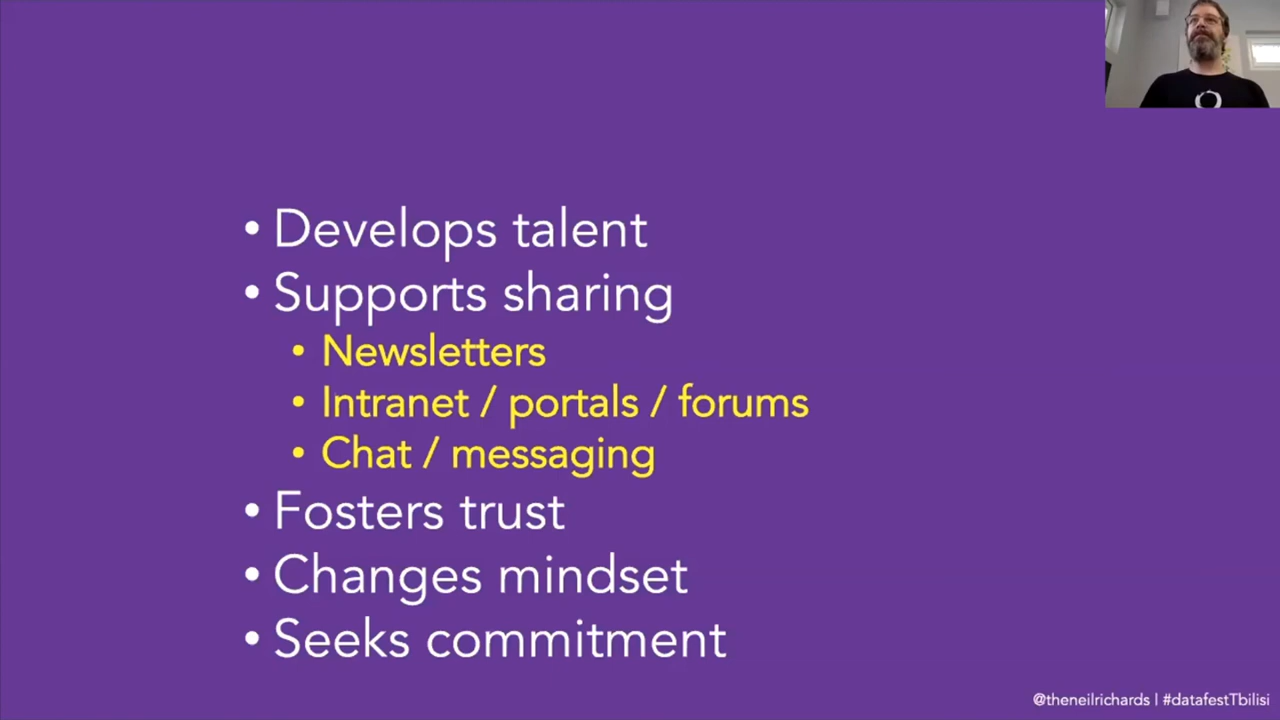 • Develops talent
• Supports sharing
• Newsletters
• Intranet / portals / forums
• Chat / messaging
• Fosters trust
• Changes mindset
• Seeks commitment
@theneilrichards | #datafestTbilisi